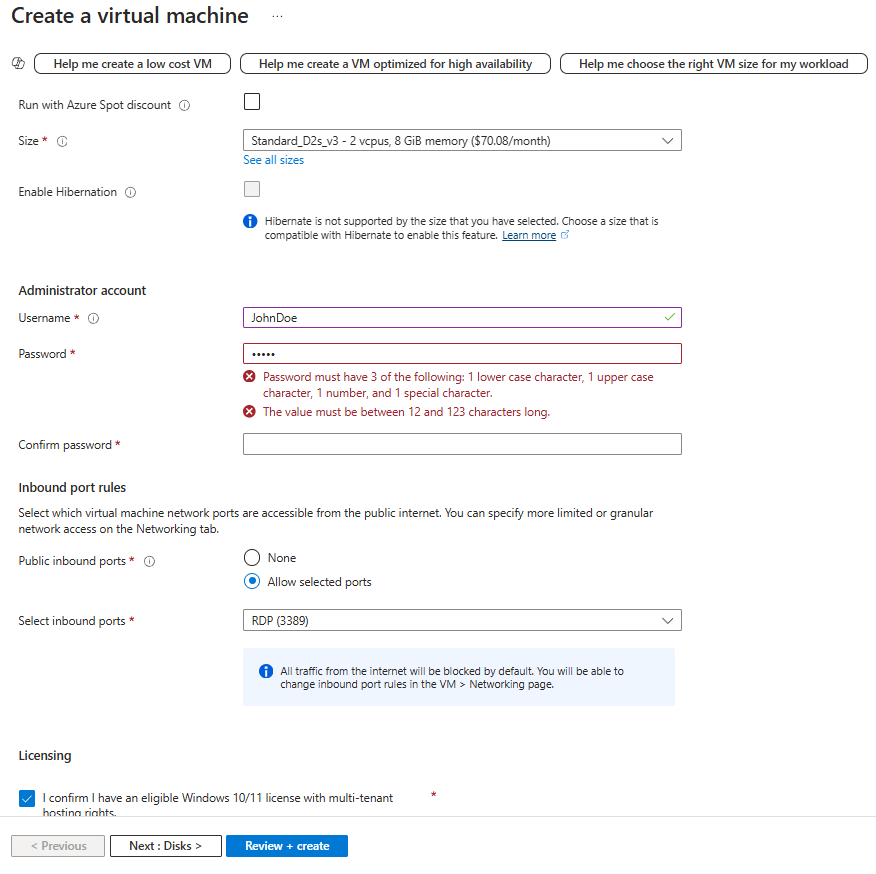 Create a virtual machine ...
Help me create a low cost VM Help me create a VM optimized for high availability Help me choose the right VM size for my workload
Run with Azure Spot discount
Size *
Standard_D2s_v3 - 2 vcpus, 8 GiB memory ($70.08/month)
See all sizes
Enable Hibernation
Hibernate is not supported by the size that you have selected. Choose a size that is
compatible with Hibernate to enable this feature. Learn more
Administrator account
Username *
JohnDoe
Password *
•••••
Password must have 3 of the following: 1 lower case character, 1 upper case
character, 1 number, and 1 special character.
The value must be between 12 and 123 characters long.
Confirm password *
Inbound port rules
Select which virtual machine network ports are accessible from the public internet. You can specify more limited or granular
network access on the Networking tab.
Public inbound ports *
None
Allow selected ports
Select inbound ports *
RDP (3389)
All traffic from the internet will be blocked by default. You will be able to
change inbound port rules in the VM > Networking page.
Licensing
I confirm I have an eligible Windows 10/11 license with multi-tenant *
hosting rights.
< Previous Next : Disks > Review + create